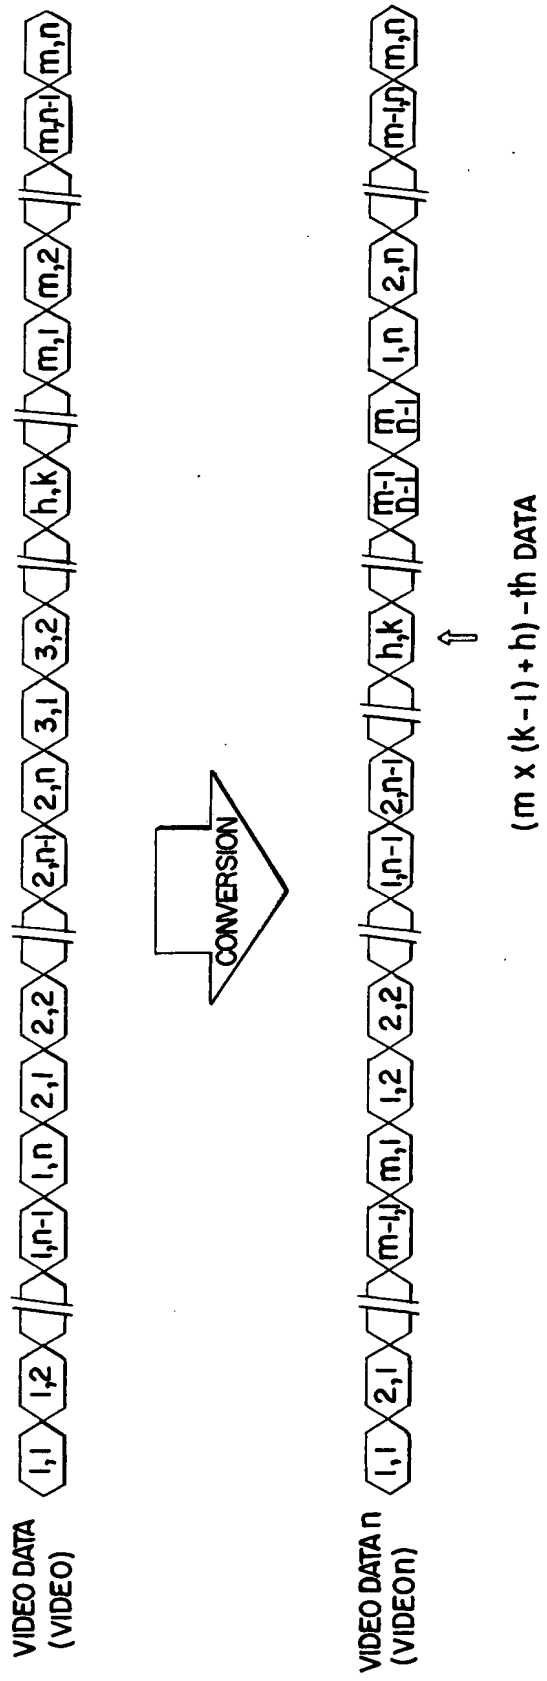 VIDEO DATA
(VIDEO)
1,1 1,2 1,n-1 1,n 2,1 2,2 2,n-1 2,n 3,1 3,2 h,k m,1 m,2 m,n-1 m,n
CONVERSION
VIDEO DATA n
(VIDEOn)
1,1 2,1 m-1,1 m,1 1,2 2,2 1,n-1 2,n-1 h,k m-1 n-1 m n-1 1,n 2,n m-1,n m,n
(m x (k-1) + h) -th DATA